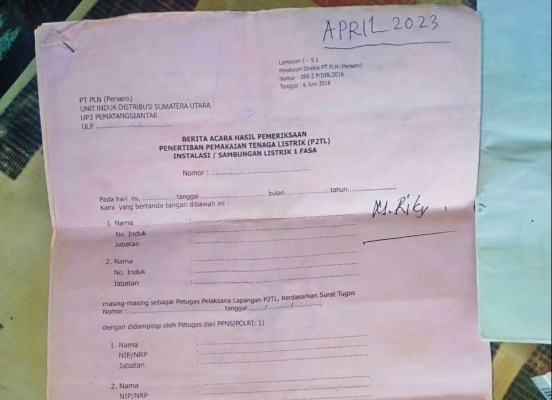 APRIL 2023
Lampiran I - 5.1
Peraturan Direksi PT PLN (Persero)
Nomor : 088-Z.P/DIR/2016
Tanggal : 6 Juni 2016
PT PLN (Persero)
UNIT INDUK DISTRIBUSI SUMATERA UTARA
UP3 PEMATANGSIANTAR
ULP ................................
BERITA ACARA HASIL PEMERIKSAAN
PENERTIBAN PEMAKAIAN TENAGA LISTRIK (P2TL)
INSTALASI / SAMBUNGAN LISTRIK 1 FASA
Nomor : ................................
Pada hari ini, ............ tanggal ........................ bulan ............ tahun..................
Kami yang bertanda tangan dibawah ini :
M. Riky
1. Nama : ................................
No. Induk : ................................
Jabatan : ................................
2. Nama : ................................
No. Induk : ................................
Jabatan : ................................
masing-masing sebagai Petugas Pelaksana Lapangan P2TL, berdasarkan Surat Tugas
Nomor : ................................ tanggal ....../......../..........
dengan didampingi oleh Petugas dari PPNS/POLRI: 1)
1. Nama : ................................
NIP/NRP : ................................
Jabatan : ................................
2. Nama : ................................
NIP/NRP : ................................